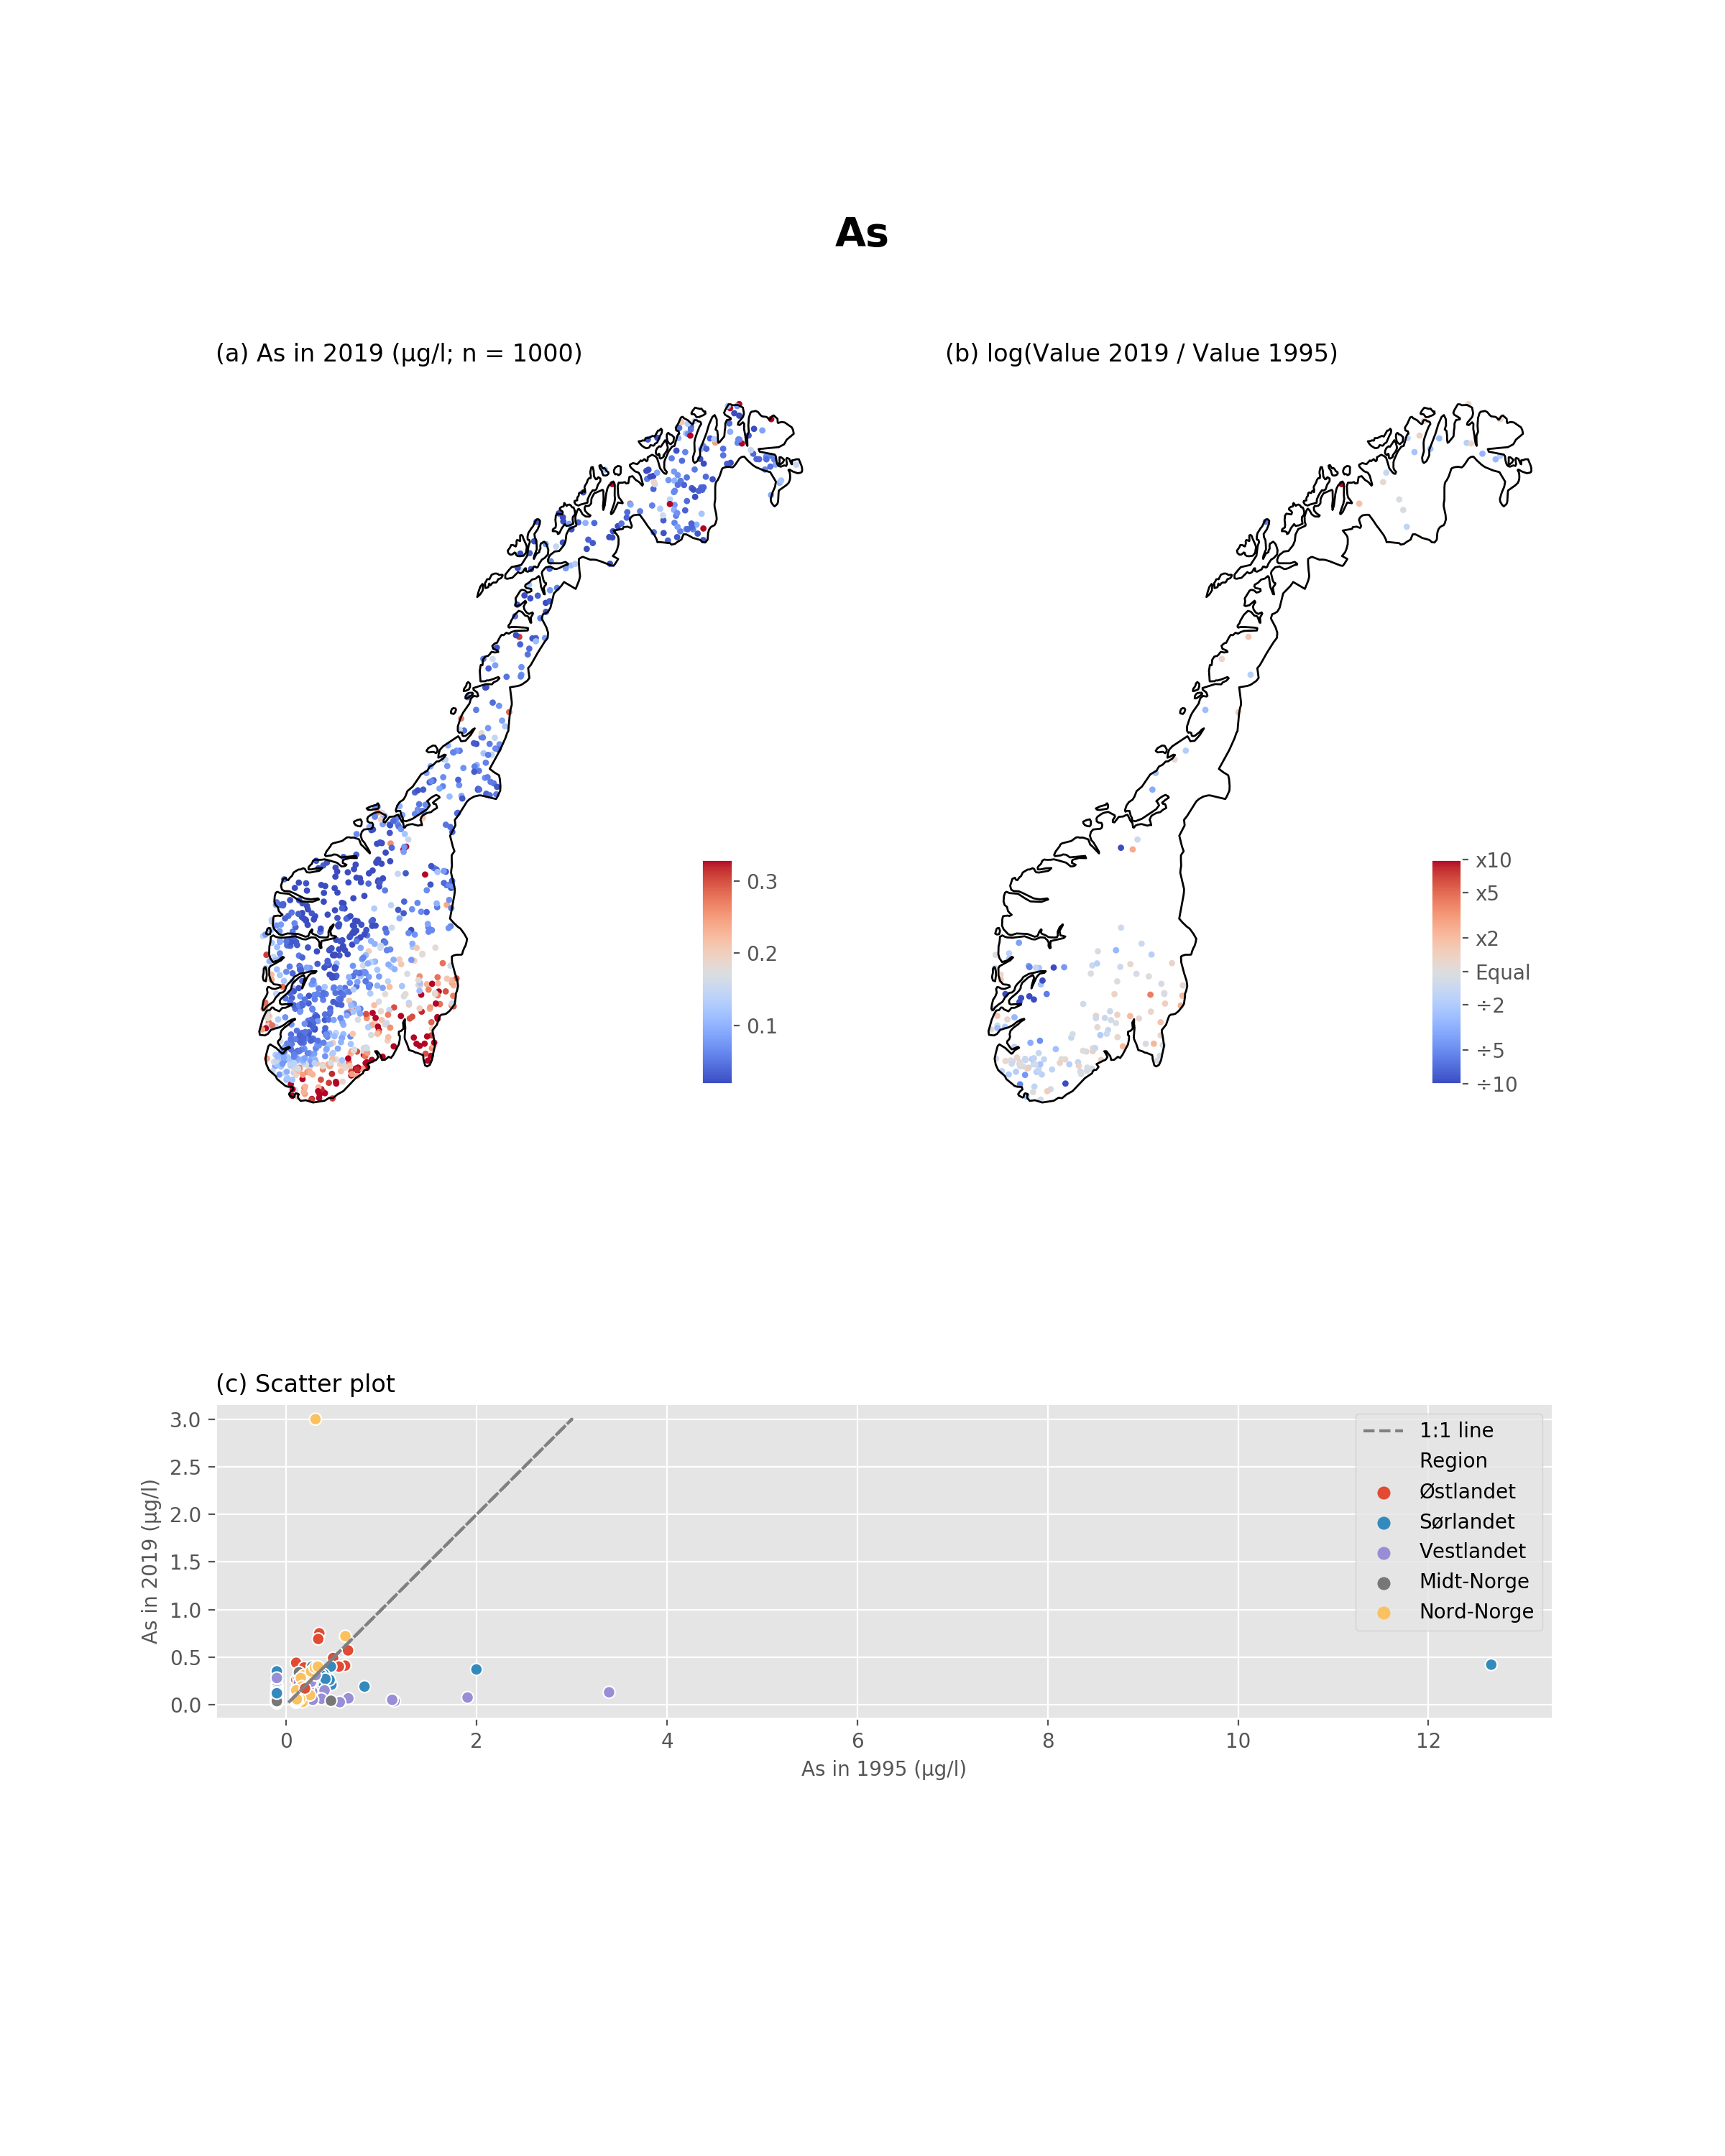 As
(a) As in 2019 (µg/l; n = 1000)
(b) log(Value 2019 / Value 1995)
0.3
0.2
0.1
x10
x5
x2
Equal
÷2
÷5
÷10
(c) Scatter plot
As in 2019 (µg/l)
3.0
2.5
2.0
1.5
1.0
0.5
0.0
1:1 line
Region
Østlandet
Sørlandet
Vestlandet
Midt-Norge
Nord-Norge
0 2 4 6 8 10 12
As in 1995 (µg/l)